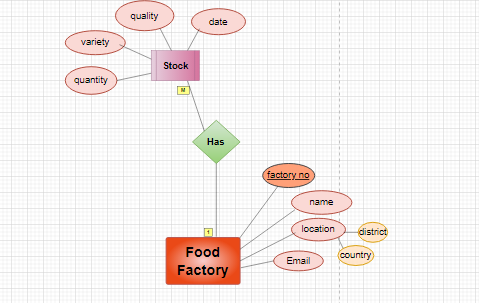 quality
date
variety
Stock
quantity
M
Has
factory no
name
location
district
1
country
Food
Factory
Email